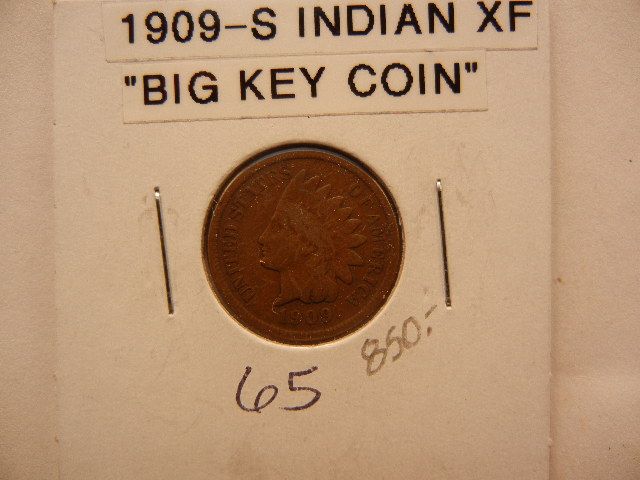 1909-S INDIAN XF
"BIG KEY COIN"
UNITED STATES OF AMERICA
1909
850.-
65